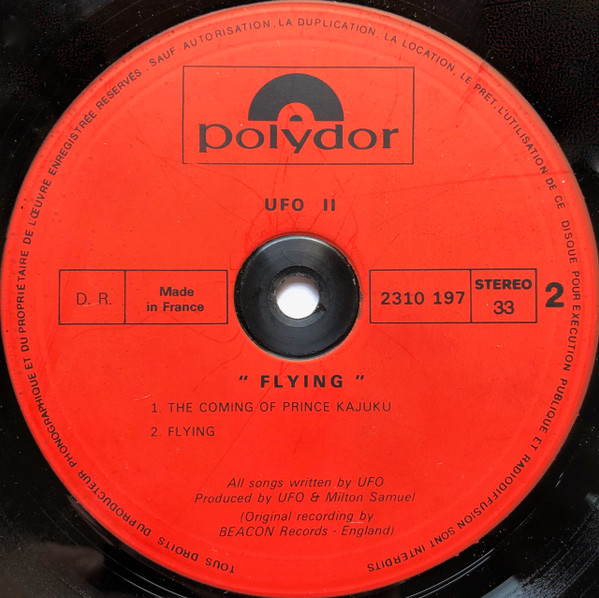 TOUS DROITS DU PRODUCTEUR PHONOGRAPHIQUE ET DU PROPRIÉTAIRE DE L'ŒUVRE ENREGISTRÉE RÉSERVÉS. SAUF AUTORISATION, LA DUPLICATION, LA LOCATION, LE PRÊT, L'UTILISATION DE CE DISQUE POUR EXÉCUTION PUBLIQUE ET RADIODIFFUSION SONT INTERDITS
polydor
UFO II
D. R.
Made
in France
2310 197
STEREO
33
2
" FLYING "
1. THE COMING OF PRINCE KAJUKU
2. FLYING
All songs written by UFO
Produced by UFO & Milton Samuel
(Original recording by
BEACON Records - England)